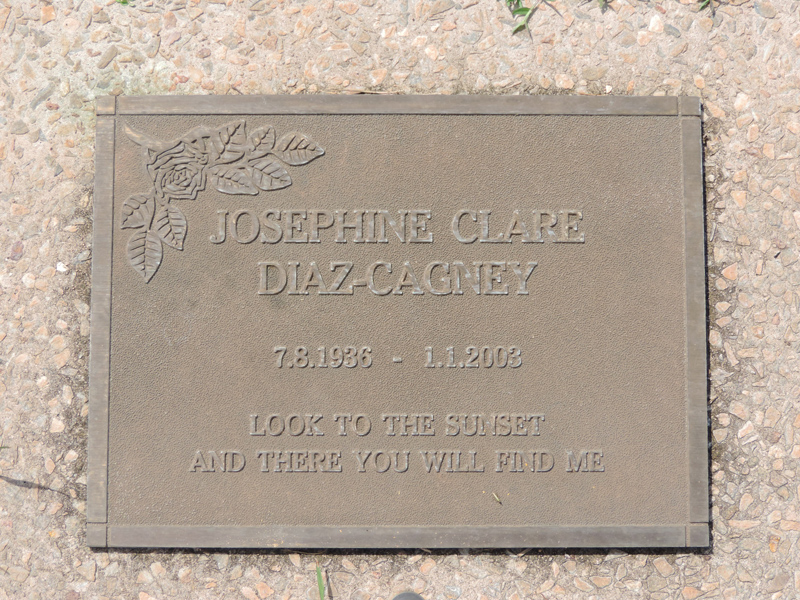 JOSEPHINE CLARE
DIAZ-CAGNEY
7.8.1936 - 1.1.2003
LOOK TO THE SUNSET
AND THERE YOU WILL FIND ME